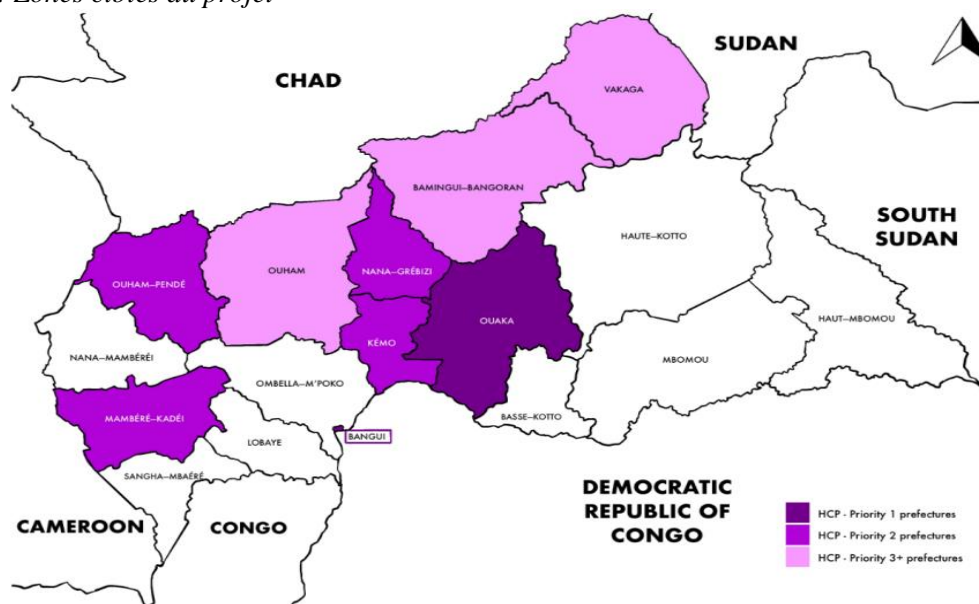 Zones cibles du projet
SUDAN
CHAD
VAKAGA
BAMINGUI–BANGORAN
SOUTH
SUDAN
HAUTE–KOTTO
OUHAM
NANA–GRÉBIZI
OUHAM–PENDÉ
OUAKA
HAUT–MBOMOU
KÉMO
NANA–MAMBÉRÉI
MBOMOU
OMBELLA–M'POKO
MAMBÉRÉ–KADÉI
BASSE–KOTTO
BANGUI
LOBAYE
SANGHA–MBAÉRÉ
DEMOCRATIC
REPUBLIC OF
CONGO
CAMEROON
CONGO
HCP - Priority 1 prefectures
HCP - Priority 2 prefectures
HCP - Priority 3+ prefectures